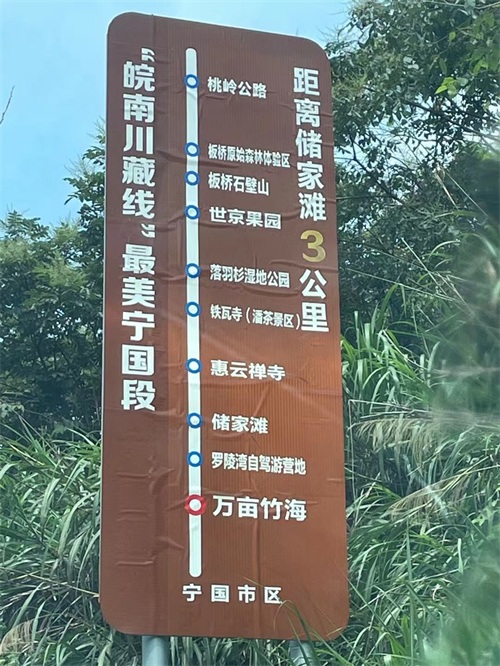 “皖南川藏线”最美宁国段
距离储家滩3公里
桃岭公路
板桥原始森林体验区
板桥石壁山
世京果园
落羽杉湿地公园
铁瓦寺（潘茶景区）
惠云禅寺
储家滩
罗陵湾自驾游营地
万亩竹海
宁国市区